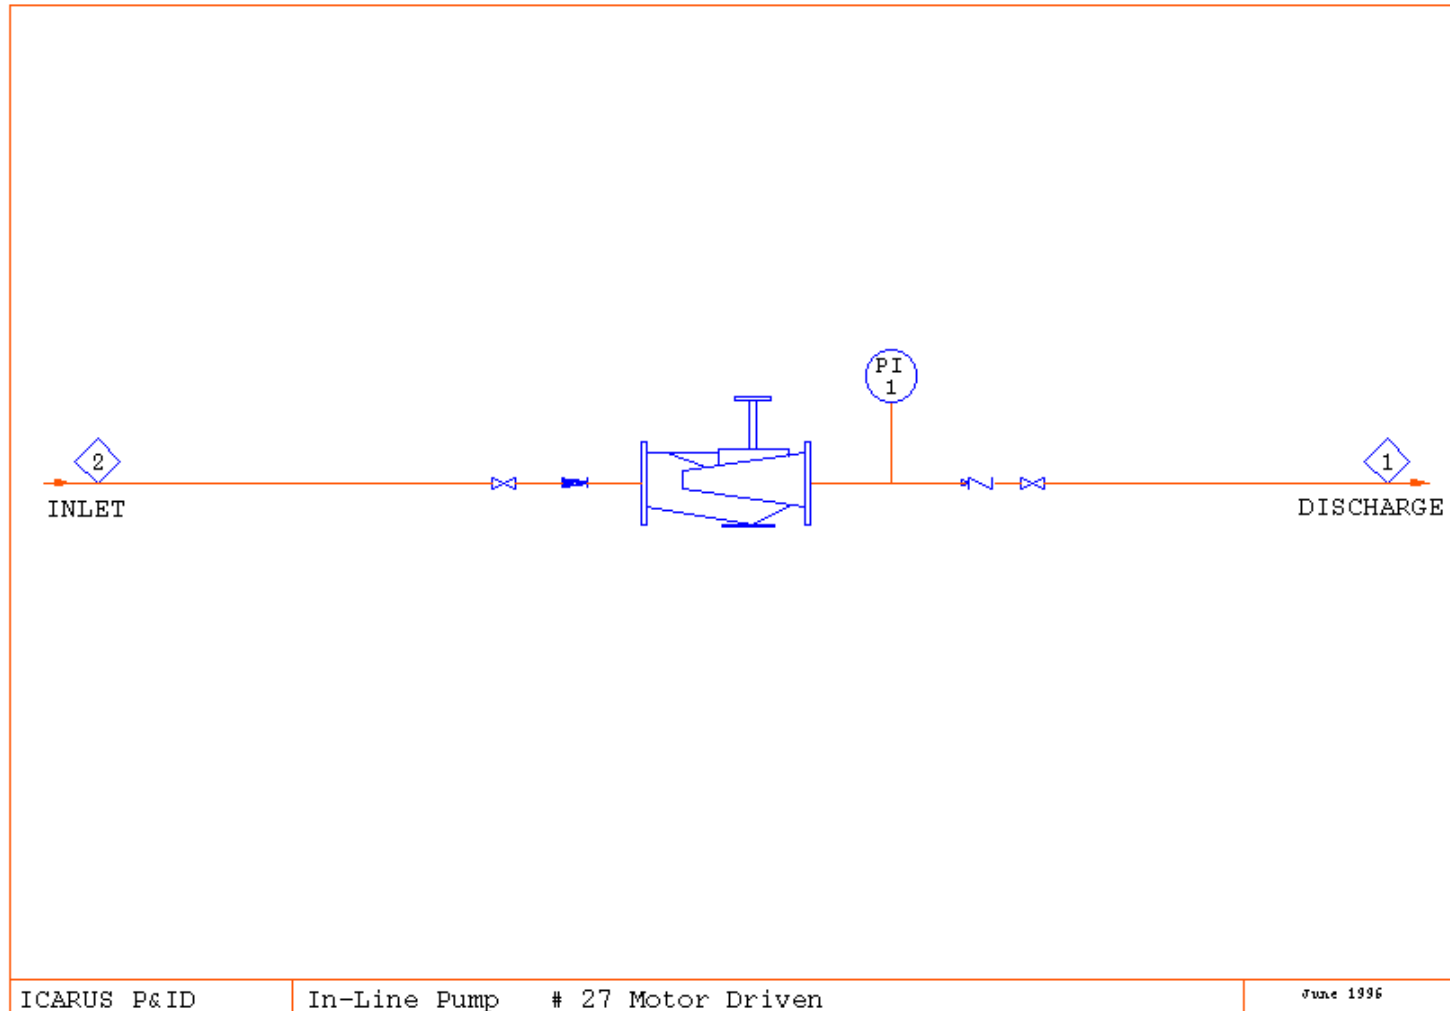 PI
1
2
1
INLET
DISCHARGE
ICARUS P&ID
In-Line Pump # 27 Motor Driven
June 1996